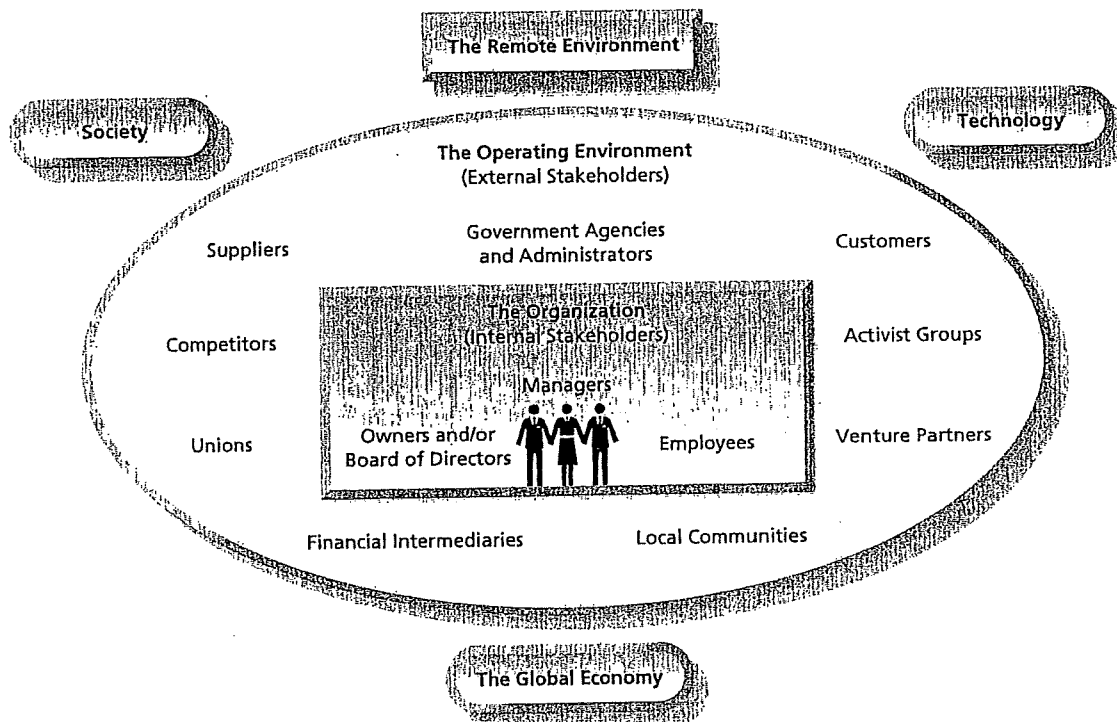 The Remote Environment
Society
Technology
The Operating Environment
(External Stakeholders)
Suppliers
Government Agencies
and Administrators
Customers
The Organization
(Internal Stakeholders)
Competitors
Activist Groups
Managers
Unions
Owners and/or
Board of Directors
Employees
Venture Partners
Financial Intermediaries
Local Communities
The Global Economy